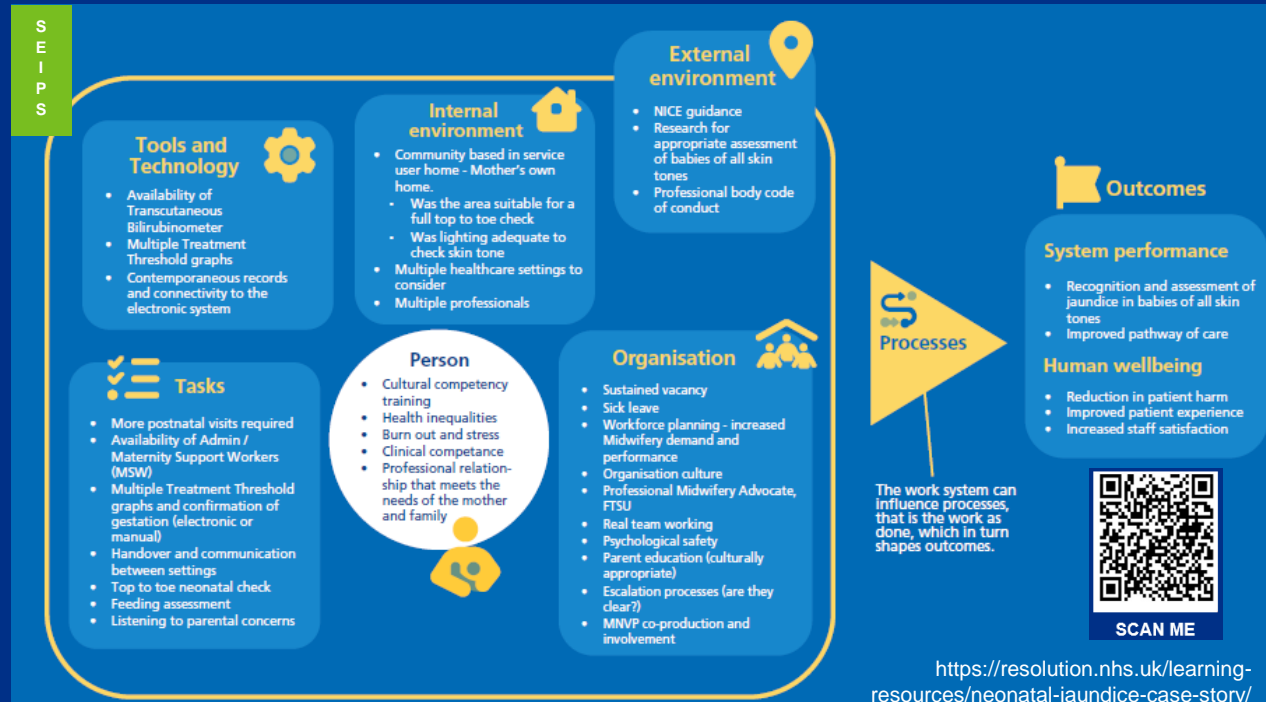 S
E
I
P
S
Tools and
Technology
• Availability of
Transcutaneous
Bilirubinometer
• Multiple Treatment
Threshold graphs
• Contemporaneous records
and connectivity to the
electronic system
Internal
environment
• Community based in service
user home - Mother's own
home.
- Was the area suitable for a
full top to toe check
- Was lighting adequate to
check skin tone
• Multiple healthcare settings to
consider
• Multiple professionals
External
environment
• NICE guidance
• Research for
appropriate assessment
of babies of all skin
tones
• Professional body code
of conduct
Tasks
• More postnatal visits required
• Availability of Admin /
Maternity Support Workers
(MSW)
• Multiple Treatment Threshold
graphs and confirmation of
gestation (electronic or
manual)
• Handover and communication
between settings
• Top to toe neonatal check
• Feeding assessment
• Listening to parental concerns
Person
• Cultural competency
training
• Health inequalities
• Burn out and stress
• Clinical competance
• Professional relation-
ship that meets the
needs of the mother
and family
Organisation
• Sustained vacancy
• Sick leave
• Workforce planning - increased
Midwifery demand and
performance
• Organisation culture
• Professional Midwifery Advocate,
FTSU
• Real team working
• Psychological safety
• Parent education (culturally
appropriate)
• Escalation processes (are they
clear?)
• MNVP co-production and
involvement
Processes
The work system can
influence processes,
that is the work as
done, which in turn
shapes outcomes.
Outcomes
System performance
• Recognition and assessment of
jaundice in babies of all skin
tones
• Improved pathway of care
Human wellbeing
• Reduction in patient harm
• Improved patient experience
• Increased staff satisfaction
SCAN ME
https://resolution.nhs.uk/learning-
resources/neonatal-jaundice-case-story/